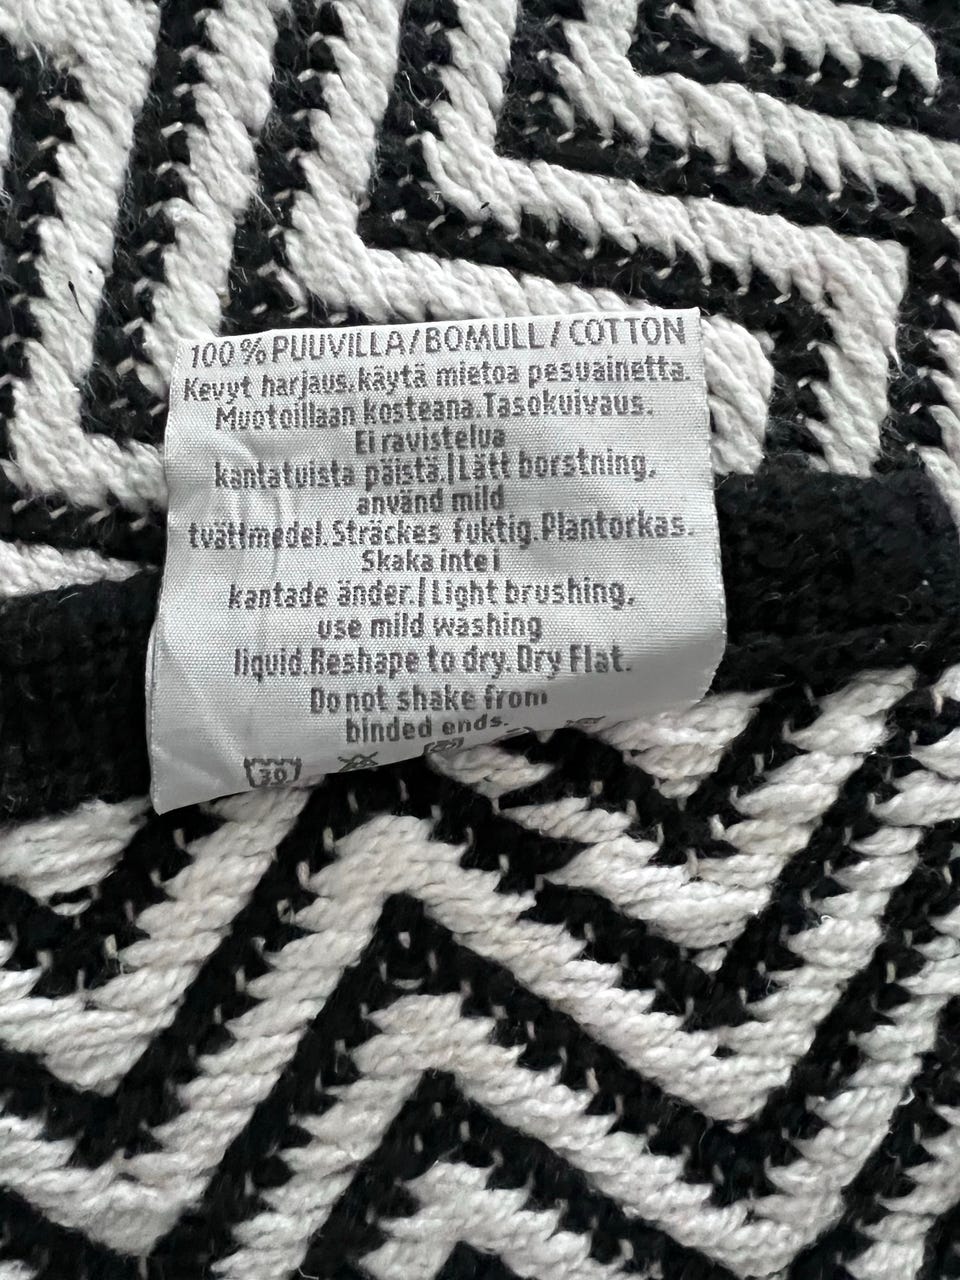 100 % PUUVILLA/BOMULL/COTTON
Kevyt harjaus.käytä mietoa pesuainetta.
Muotoillaan kosteana.Tasokuivaus.
Ei ravistelua
kantatuista päistä.|Lätt borstning,
använd mild
tvättmedel.Sträckes fuktig.Plantorkas.
Skaka inte i
kantade änder.|Light brushing,
use mild washing
liquid.Reshape to dry.Dry Flat.
Do not shake from
binded ends.
30